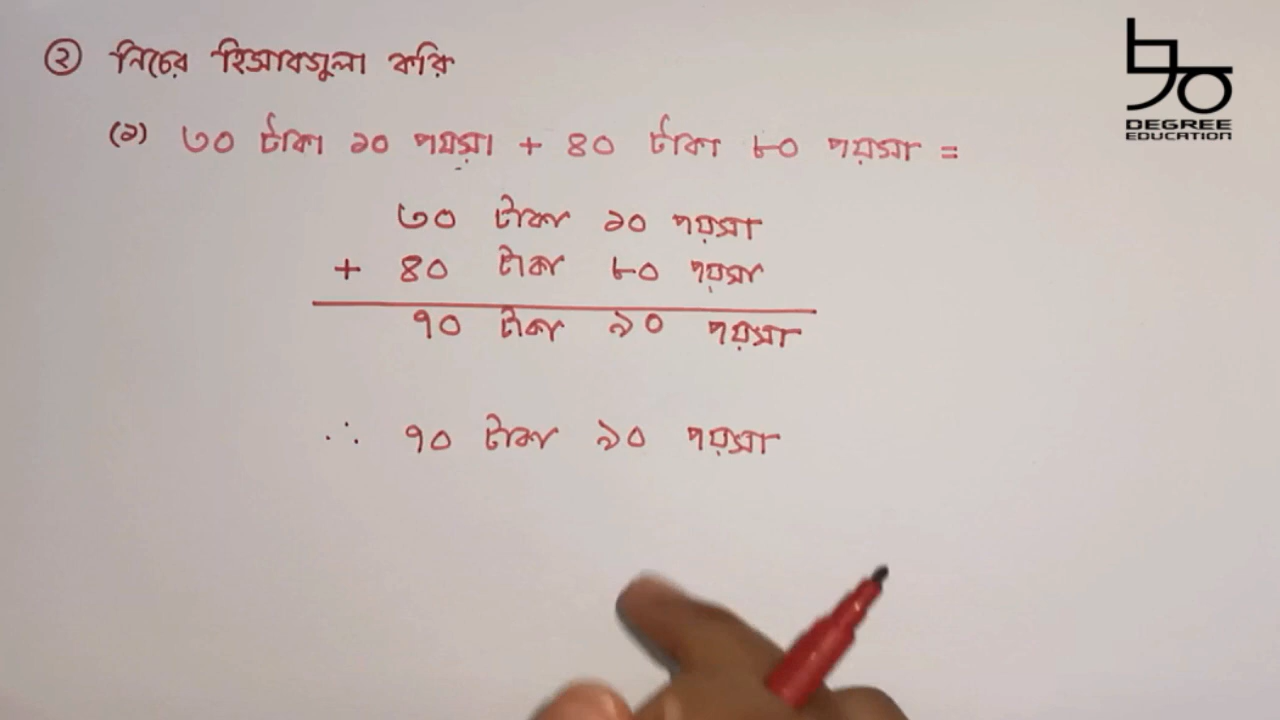 ২ নিচের হিসাবগুলো করি
DEGREE
EDUCATION
(১) ৩০ টাকা ১০ পয়সা + ৪০ টাকা ৮০ পয়সা =
৩০ টাকা ১০ পয়সা
+ ৪০ টাকা ৮০ পয়সা
৭০ টাকা ৯০ পয়সা
∴ ৭০ টাকা ৯০ পয়সা